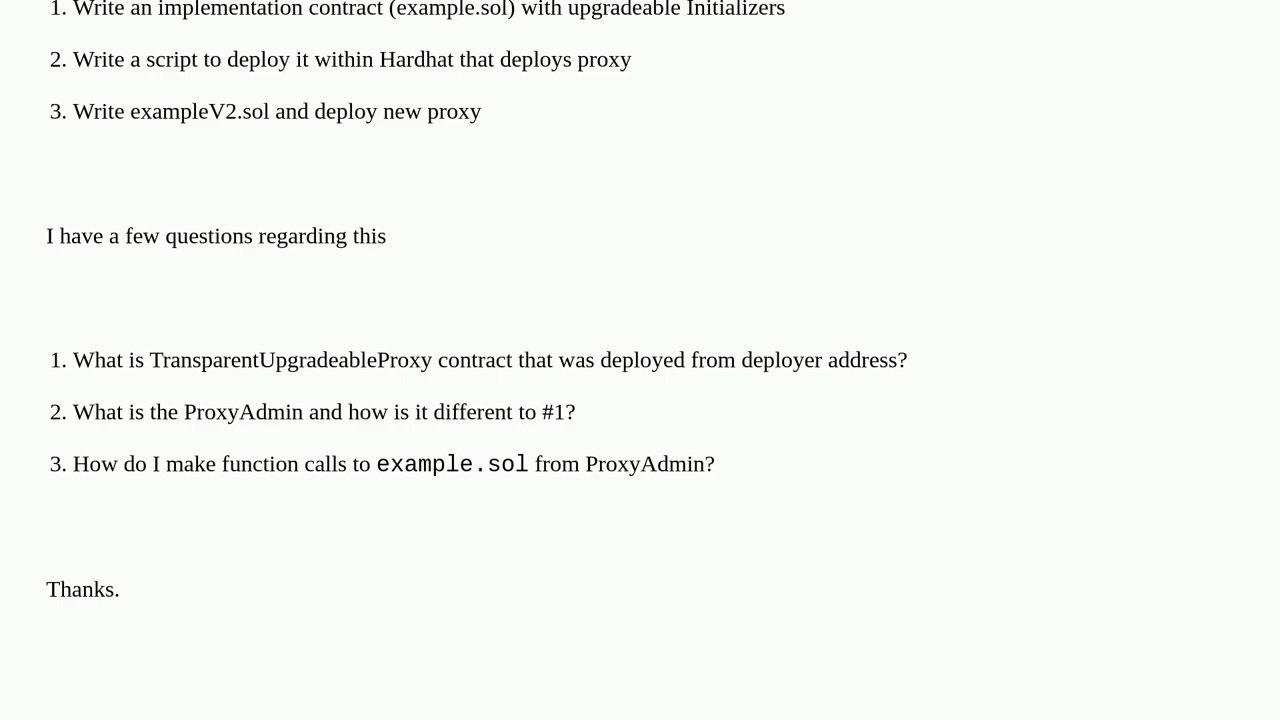 1. Write an implementation contract (example.sol) with upgradeable Initializers
2. Write a script to deploy it within Hardhat that deploys proxy
3. Write exampleV2.sol and deploy new proxy
I have a few questions regarding this
1. What is TransparentUpgradeableProxy contract that was deployed from deployer address?
2. What is the ProxyAdmin and how is it different to #1?
3. How do I make function calls to example.sol from ProxyAdmin?
Thanks.